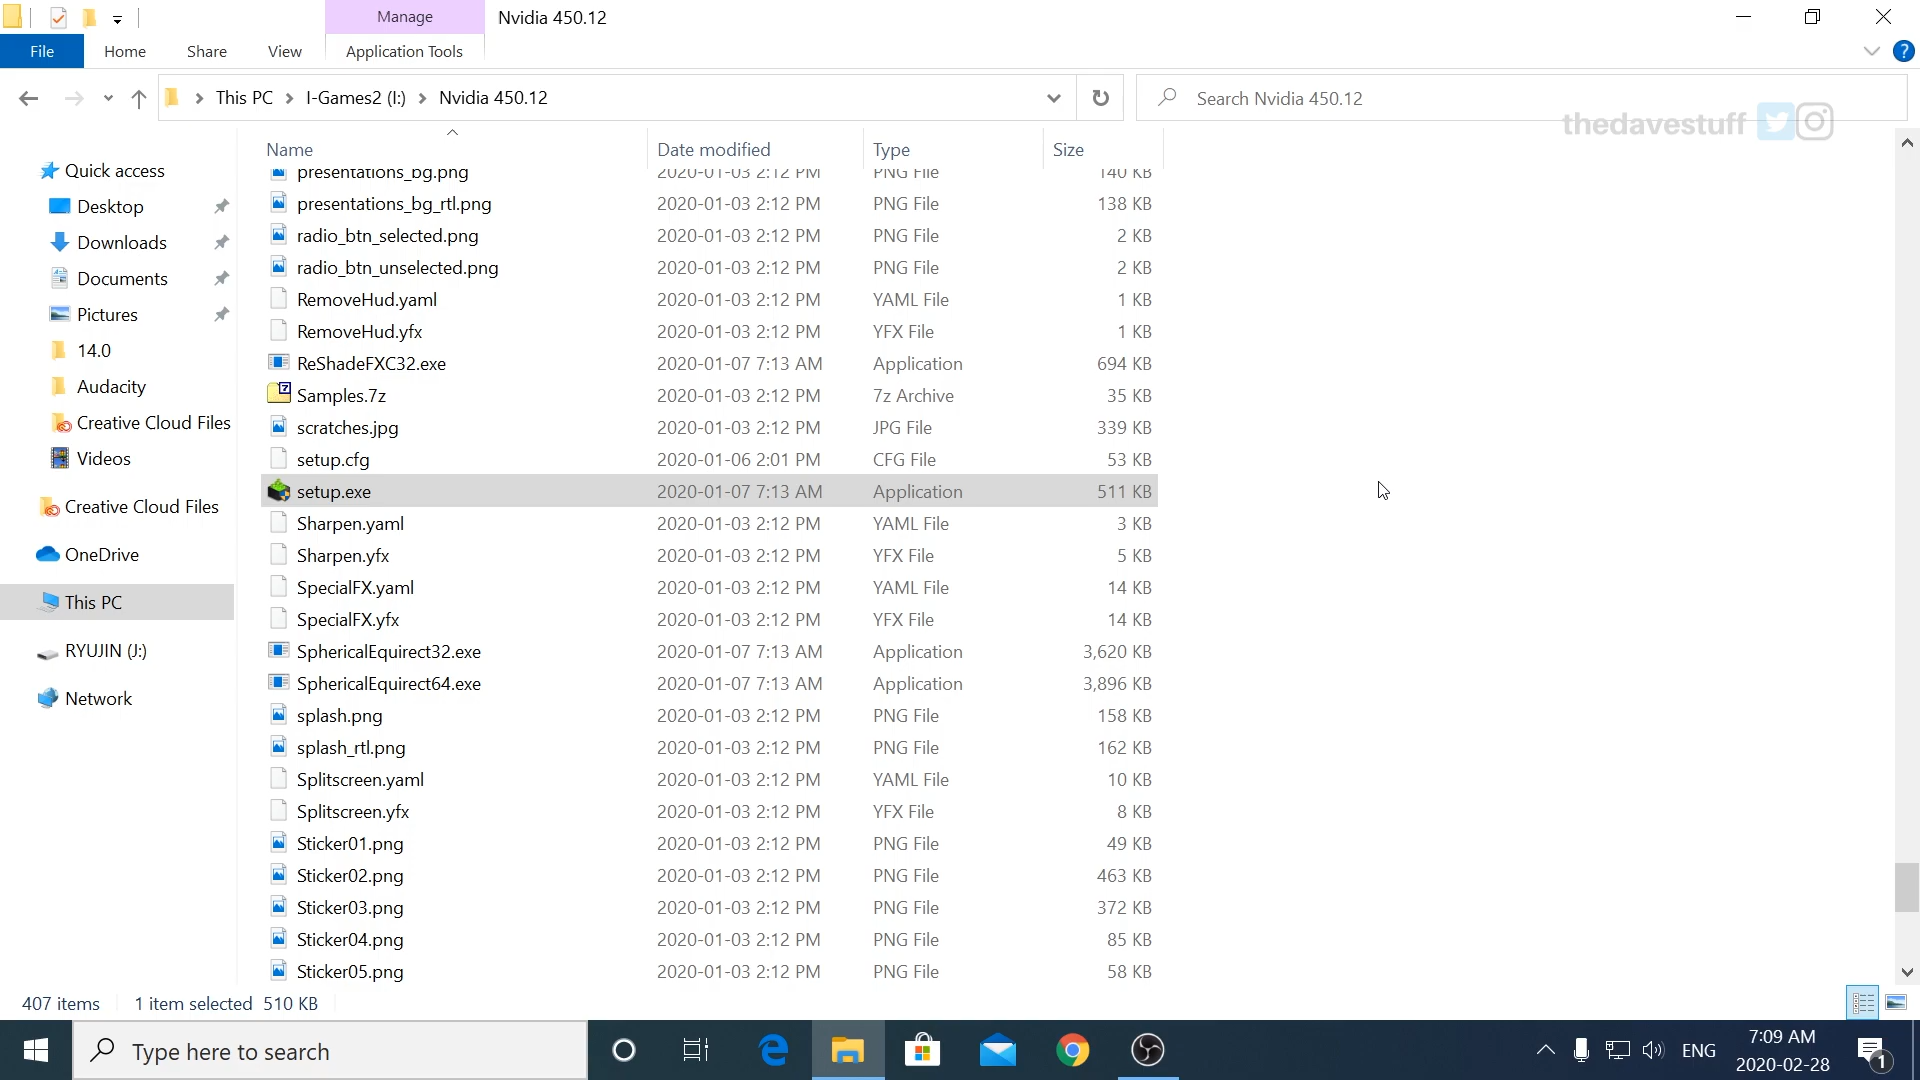 Manage
Nvidia 450.12
File
Home
Share
View
Application Tools
?
This PC
I-Games2 (I:)
Nvidia 450.12
Search Nvidia 450.12
thedavestuff
Quick access
Desktop
Downloads
Documents
Pictures
14.0
Audacity
Creative Cloud Files
Videos
Creative Cloud Files
OneDrive
This PC
RYUJIN (J:)
Network
Name Date modified Type Size
presentations_bg.png 2020-01-03 2:12 PM PNG File 140 KB
presentations_bg_rtl.png 2020-01-03 2:12 PM PNG File 138 KB
radio_btn_selected.png 2020-01-03 2:12 PM PNG File 2 KB
radio_btn_unselected.png 2020-01-03 2:12 PM PNG File 2 KB
RemoveHud.yaml 2020-01-03 2:12 PM YAML File 1 KB
RemoveHud.yfx 2020-01-03 2:12 PM YFX File 1 KB
ReShadeFXC32.exe 2020-01-07 7:13 AM Application 694 KB
Samples.7z 2020-01-03 2:12 PM 7z Archive 35 KB
scratches.jpg 2020-01-03 2:12 PM JPG File 339 KB
setup.cfg 2020-01-06 2:01 PM CFG File 53 KB
setup.exe 2020-01-07 7:13 AM Application 511 KB
Sharpen.yaml 2020-01-03 2:12 PM YAML File 3 KB
Sharpen.yfx 2020-01-03 2:12 PM YFX File 5 KB
SpecialFX.yaml 2020-01-03 2:12 PM YAML File 14 KB
SpecialFX.yfx 2020-01-03 2:12 PM YFX File 14 KB
SphericalEquirect32.exe 2020-01-07 7:13 AM Application 3,620 KB
SphericalEquirect64.exe 2020-01-07 7:13 AM Application 3,896 KB
splash.png 2020-01-03 2:12 PM PNG File 158 KB
splash_rtl.png 2020-01-03 2:12 PM PNG File 162 KB
Splitscreen.yaml 2020-01-03 2:12 PM YAML File 10 KB
Splitscreen.yfx 2020-01-03 2:12 PM YFX File 8 KB
Sticker01.png 2020-01-03 2:12 PM PNG File 49 KB
Sticker02.png 2020-01-03 2:12 PM PNG File 463 KB
Sticker03.png 2020-01-03 2:12 PM PNG File 372 KB
Sticker04.png 2020-01-03 2:12 PM PNG File 85 KB
Sticker05.png 2020-01-03 2:12 PM PNG File 58 KB
407 items 1 item selected 510 KB
Type here to search
ENG
7:09 AM
2020-02-28
1